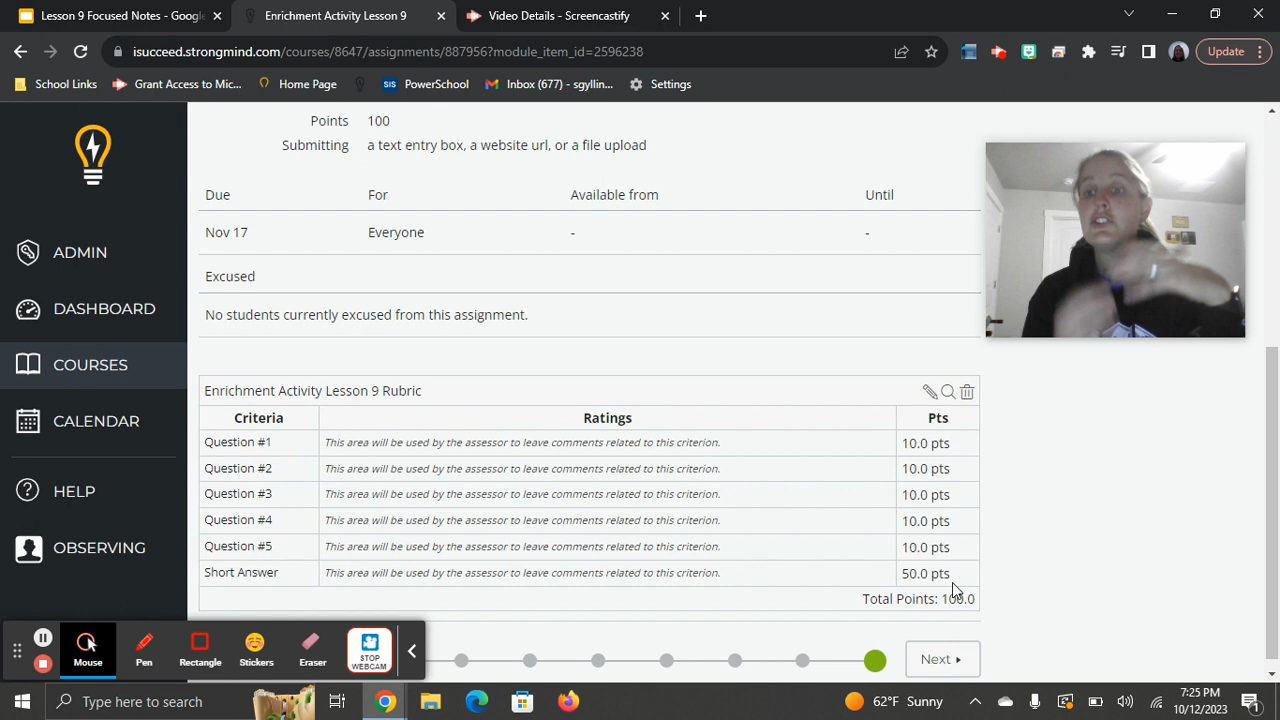 Lesson 9 Focused Notes - Google
Enrichment Activity Lesson 9
Video Details - Screencastify
isucceed.strongmind.com/courses/8647/assignments/887956?module_item_id=2596238
Update
School Links
Grant Access to Mic...
Home Page
SIS PowerSchool
Inbox (677) - sgyllin...
Settings
ADMIN
DASHBOARD
COURSES
CALENDAR
HELP
OBSERVING
Points 100
Submitting a text entry box, a website url, or a file upload
Due For Available from Until
Nov 17 Everyone - -
Excused
No students currently excused from this assignment.
Enrichment Activity Lesson 9 Rubric
Criteria Ratings Pts
Question #1 This area will be used by the assessor to leave comments related to this criterion. 10.0 pts
Question #2 This area will be used by the assessor to leave comments related to this criterion. 10.0 pts
Question #3 This area will be used by the assessor to leave comments related to this criterion. 10.0 pts
Question #4 This area will be used by the assessor to leave comments related to this criterion. 10.0 pts
Question #5 This area will be used by the assessor to leave comments related to this criterion. 10.0 pts
Short Answer This area will be used by the assessor to leave comments related to this criterion. 50.0 pts
Total Points: 100.0
Mouse
Pen
Rectangle
Stickers
Eraser
STOP
WEBCAM
Next
Type here to search
62°F Sunny
7:25 PM
10/12/2023
1